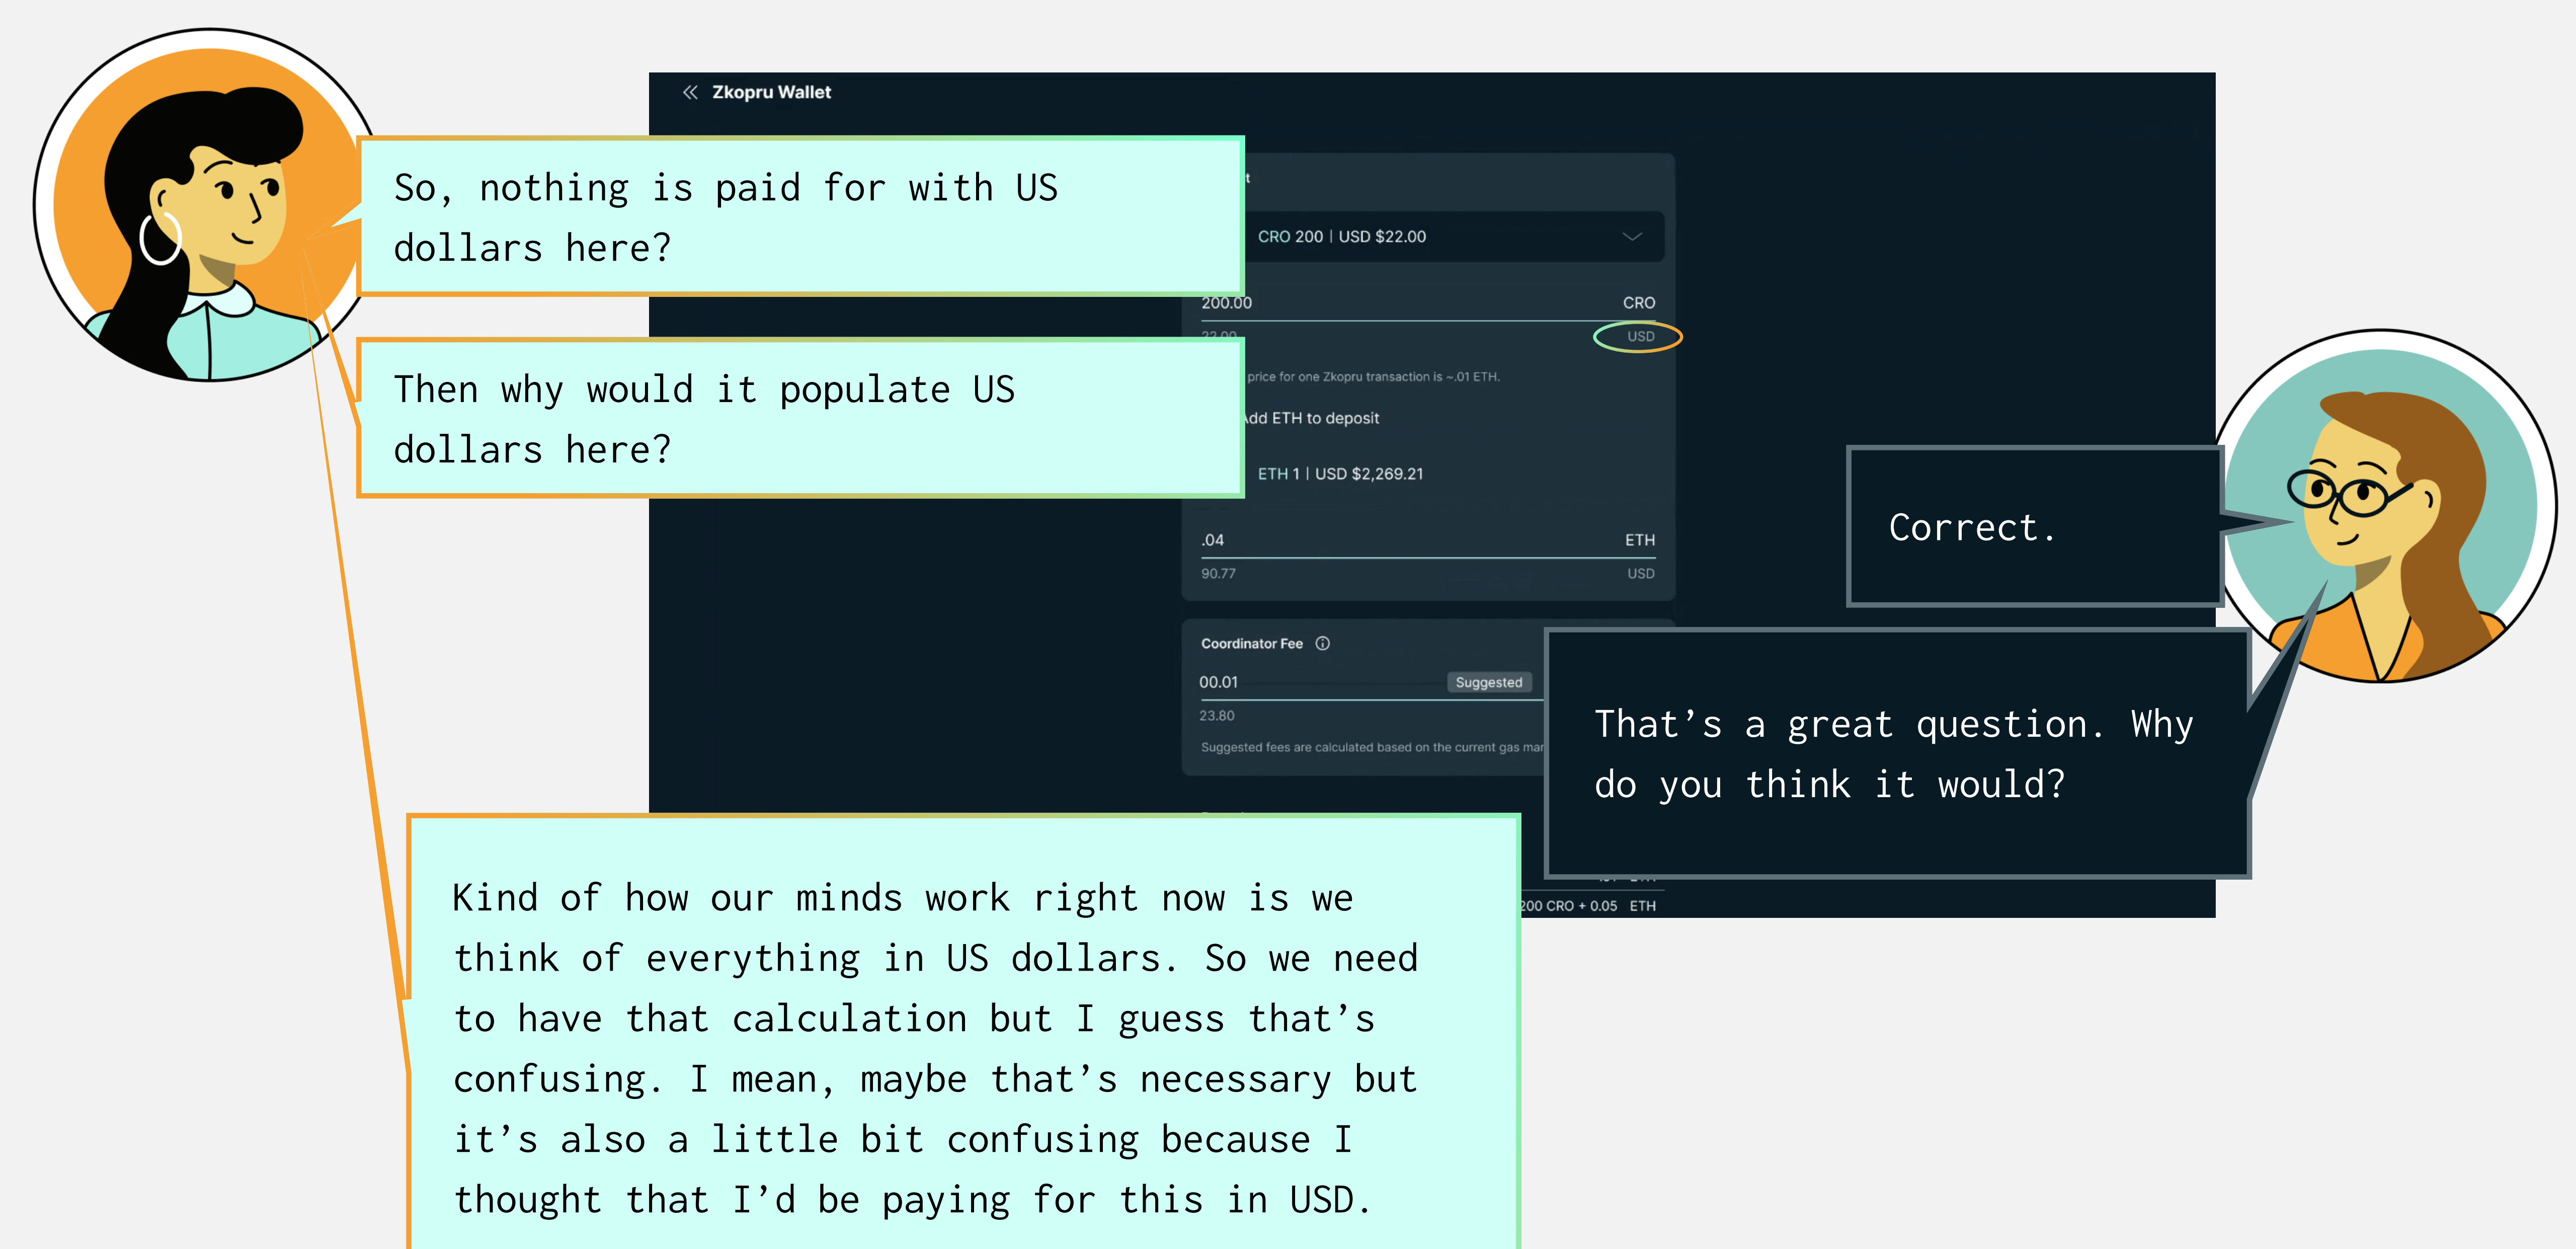 Zkopru Wallet
So, nothing is paid for with US
dollars here?
CRO 200 | USD $22.00
200.00 CRO
USD
Then why would it populate US
dollars here?
price for one Zkopru transaction is ~.01 ETH.
Add ETH to deposit
ETH 1 | USD $2,269.21
.04 ETH
90.77 USD
Correct.
Coordinator Fee
00.01 Suggested
23.80
Suggested fees are calculated based on the current gas
That’s a great question. Why
do you think it would?
200 CRO + 0.05 ETH
Kind of how our minds work right now is we
think of everything in US dollars. So we need
to have that calculation but I guess that’s
confusing. I mean, maybe that’s necessary but
it’s also a little bit confusing because I
thought that I’d be paying for this in USD.